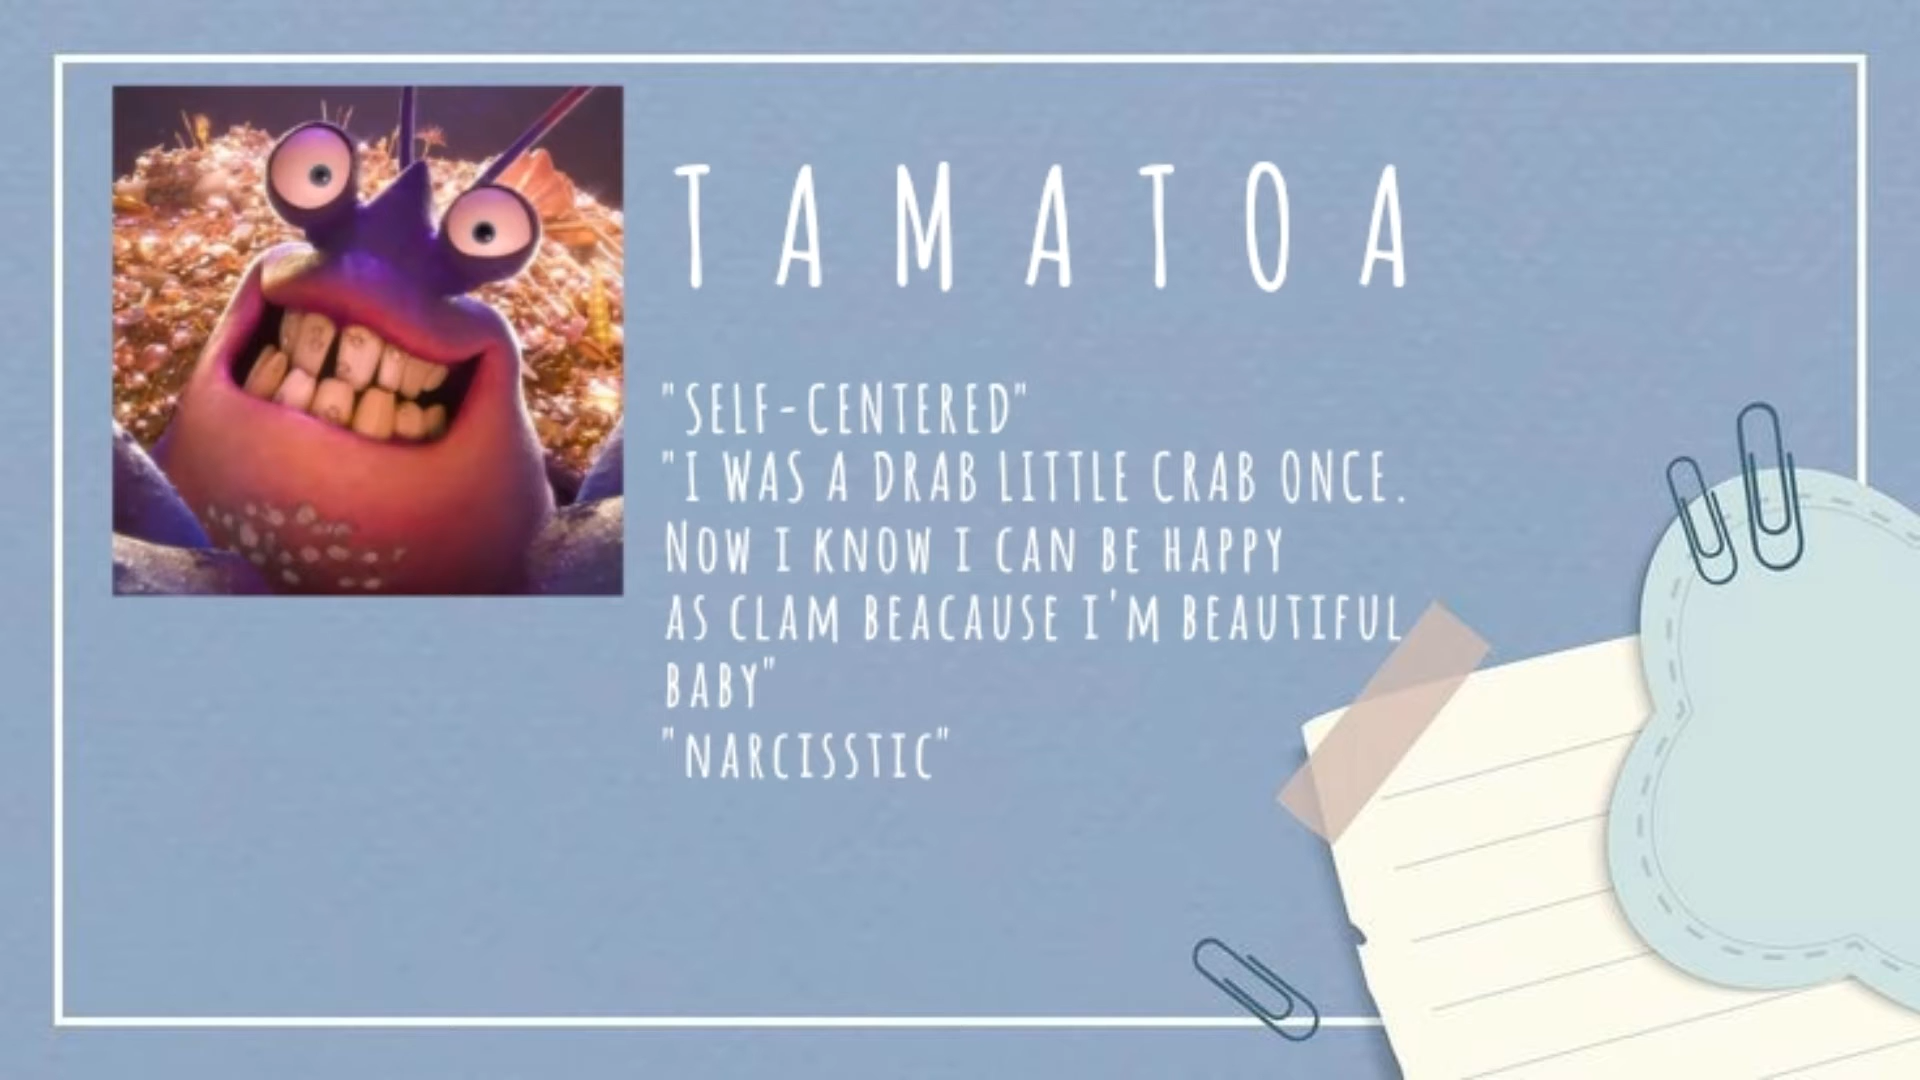 TAMATOA
"SELF-CENTERED"
"I WAS A DRAB LITTLE CRAB ONCE.
NOW I KNOW I CAN BE HAPPY
AS CLAM BEACAUSE I'M BEAUTIFUL
BABY"
"NARCISSTIC"